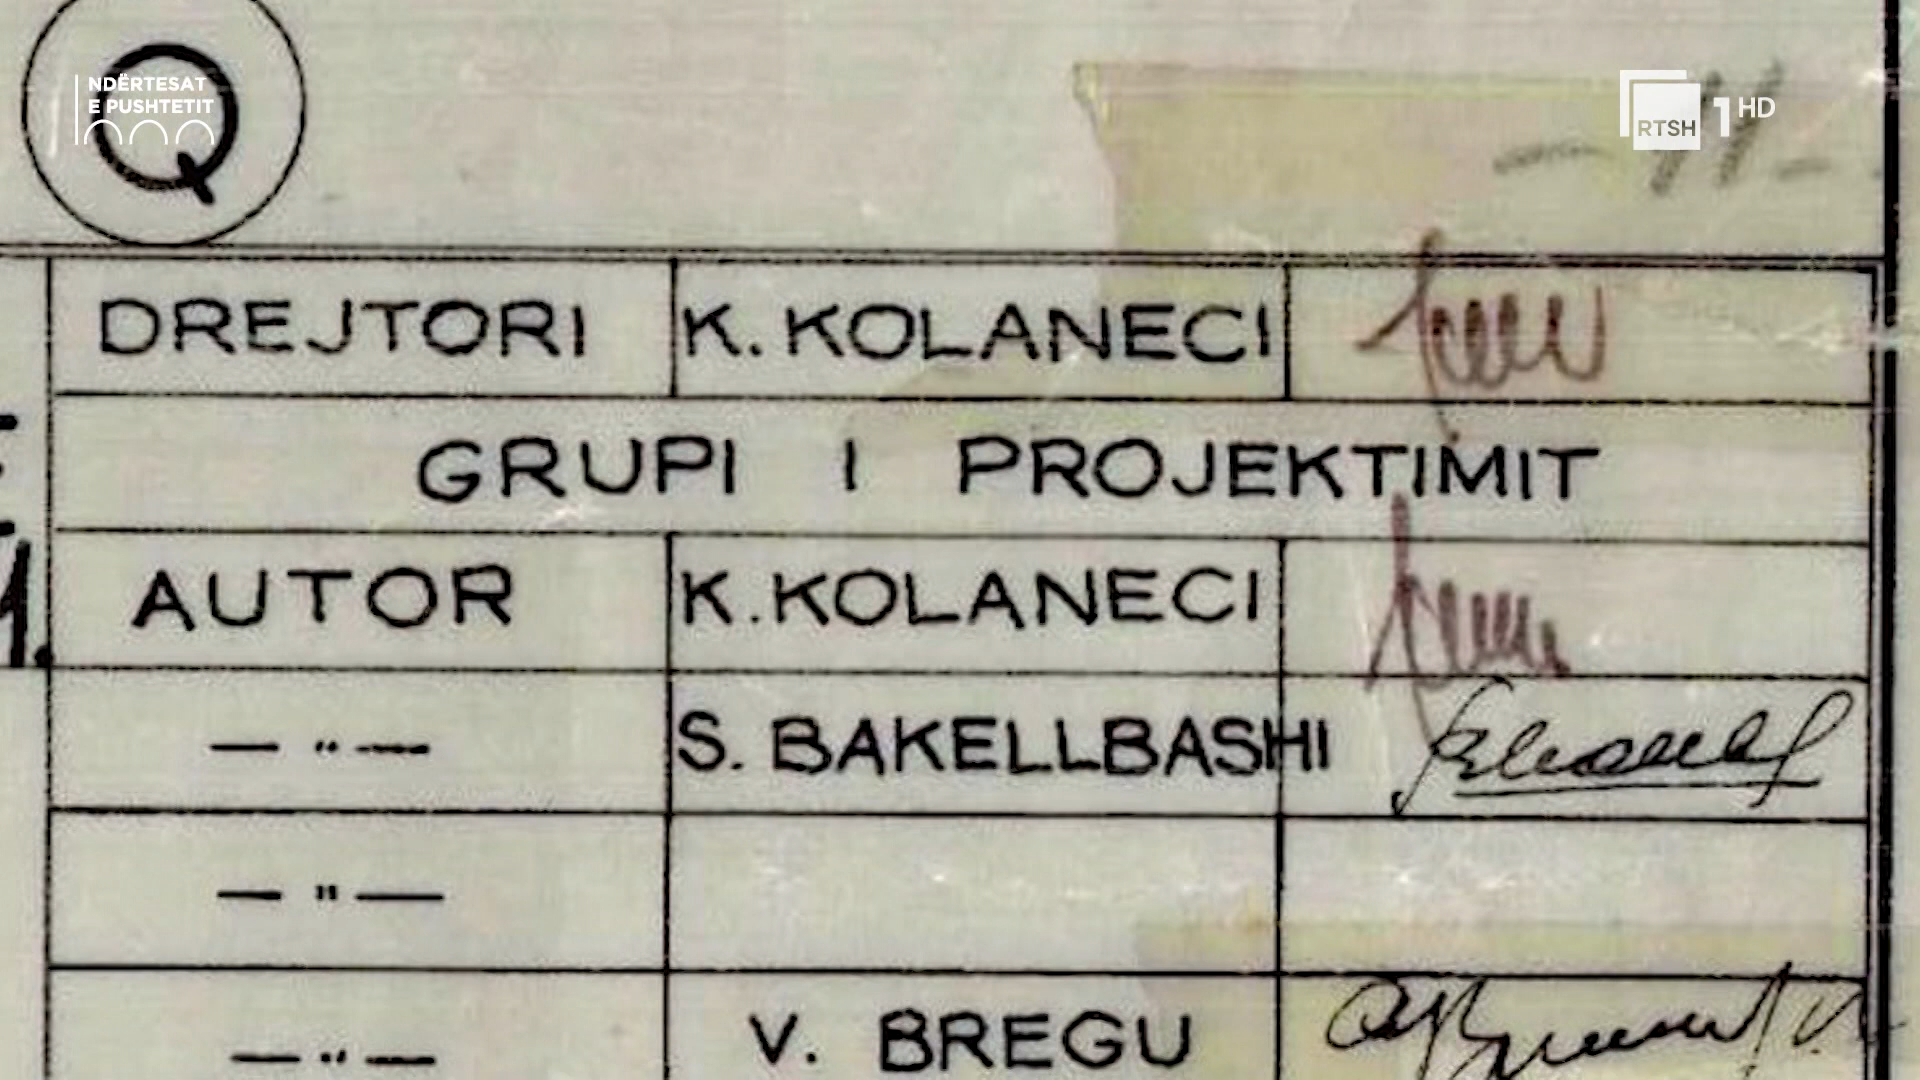 Q
NDËRTESAT
E PUSHTETIT
RTSH 1 HD
DREJTORI K. KOLANECI
GRUPI I PROJEKTIMIT
AUTOR K. KOLANECI
— " — S. BAKELLBASHI
— " —
— " — V. BREGU